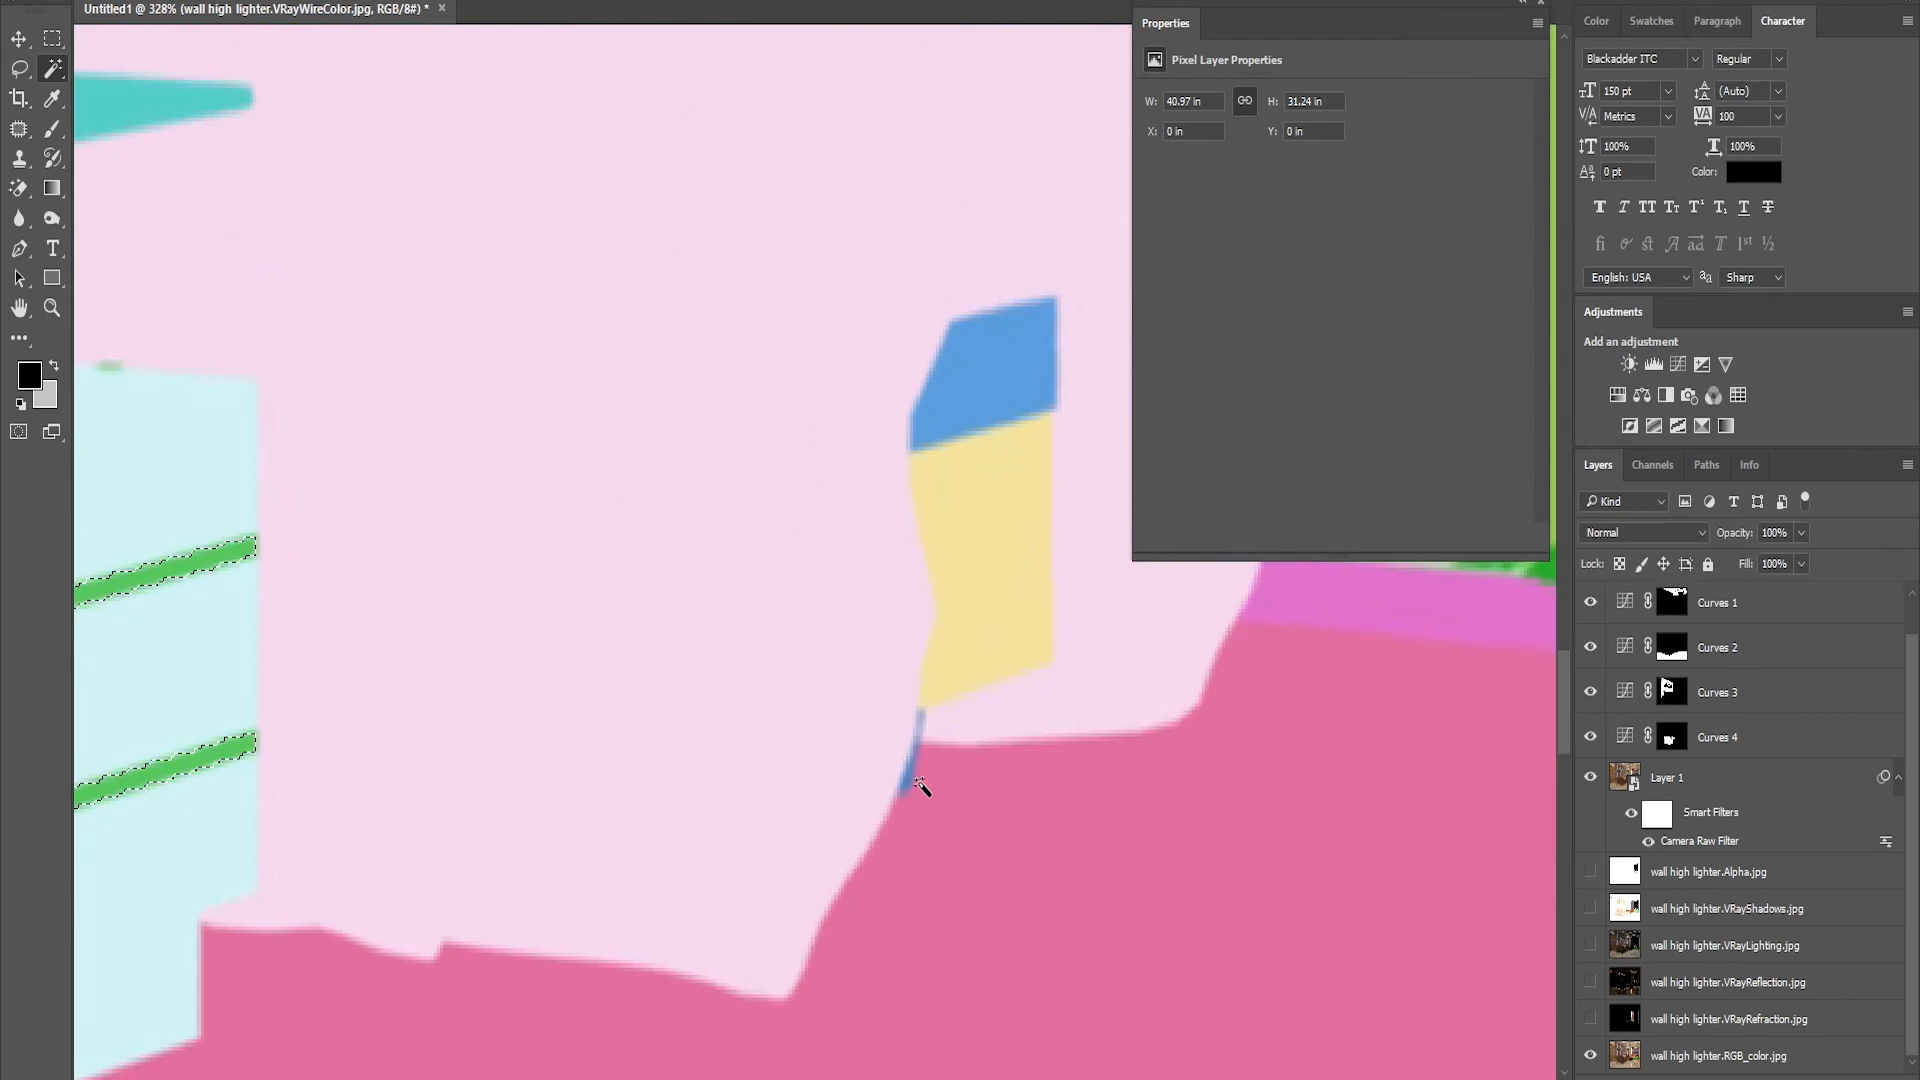 Untitled1 @ 328% (wall high lighter.VRayWireColor.jpg, RGB/8#) *
Properties
Pixel Layer Properties
W: 40.97 in
H: 31.24 in
X: 0 in
Y: 0 in
Color
Swatches
Paragraph
Character
Blackadder ITC
Regular
150 pt
(Auto)
Metrics
100
100%
100%
0 pt
Color:
English: USA
Sharp
Adjustments
Add an adjustment
Layers
Channels
Paths
Info
Kind
Normal
Opacity: 100%
Lock:
Fill: 100%
Curves 1
Curves 2
Curves 3
Curves 4
Layer 1
Smart Filters
Camera Raw Filter
wall high lighter.Alpha.jpg
wall high lighter.VRayShadows.jpg
wall high lighter.VRayLighting.jpg
wall high lighter.VRayReflection.jpg
wall high lighter.VRayRefraction.jpg
wall high lighter.RGB_color.jpg